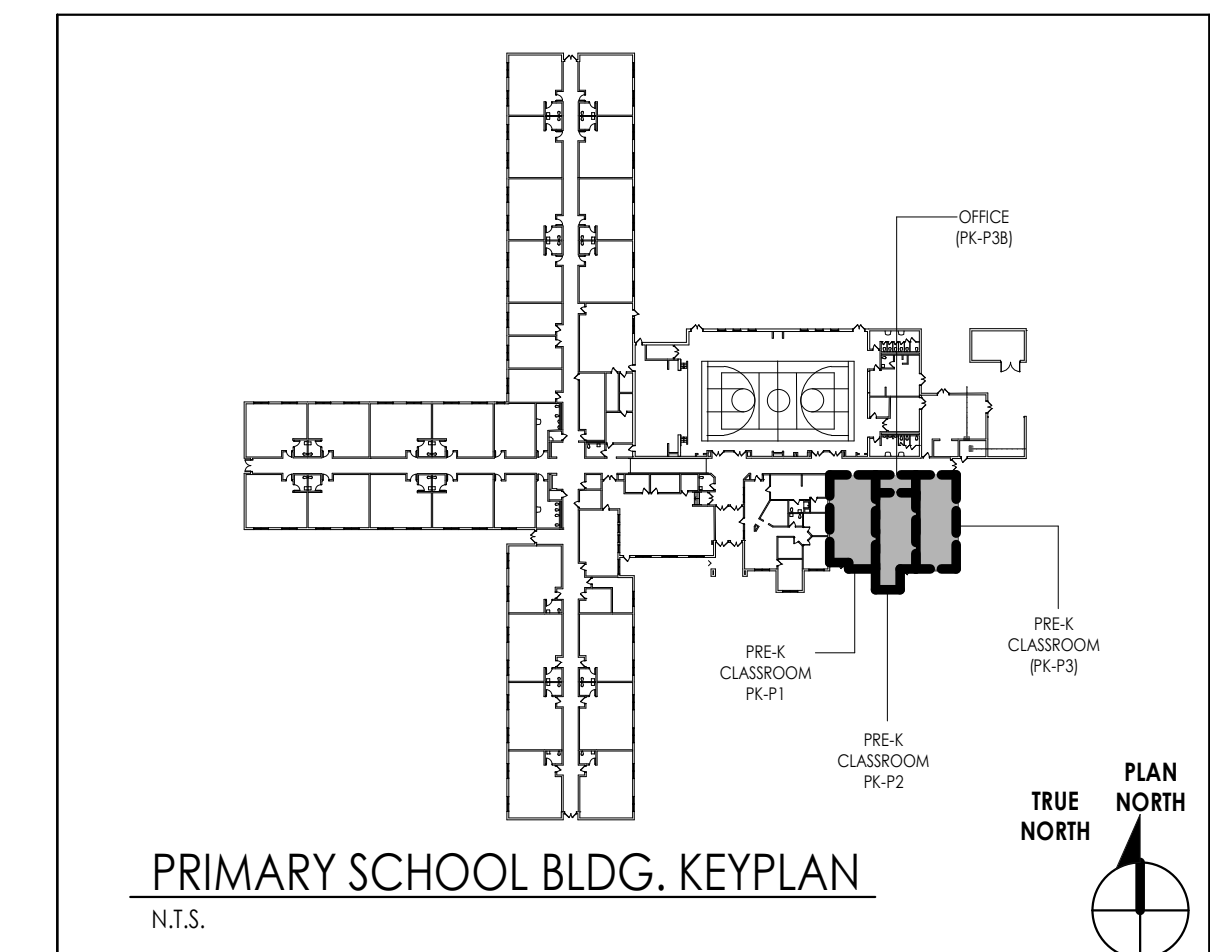 OFFICE
(PK-P3B)
PRE-K
CLASSROOM
(PK-P3)
PRE-K
CLASSROOM
PK-P1
PRE-K
CLASSROOM
PK-P2
PLAN
NORTH
TRUE
NORTH
PRIMARY SCHOOL BLDG. KEYPLAN
N.T.S.